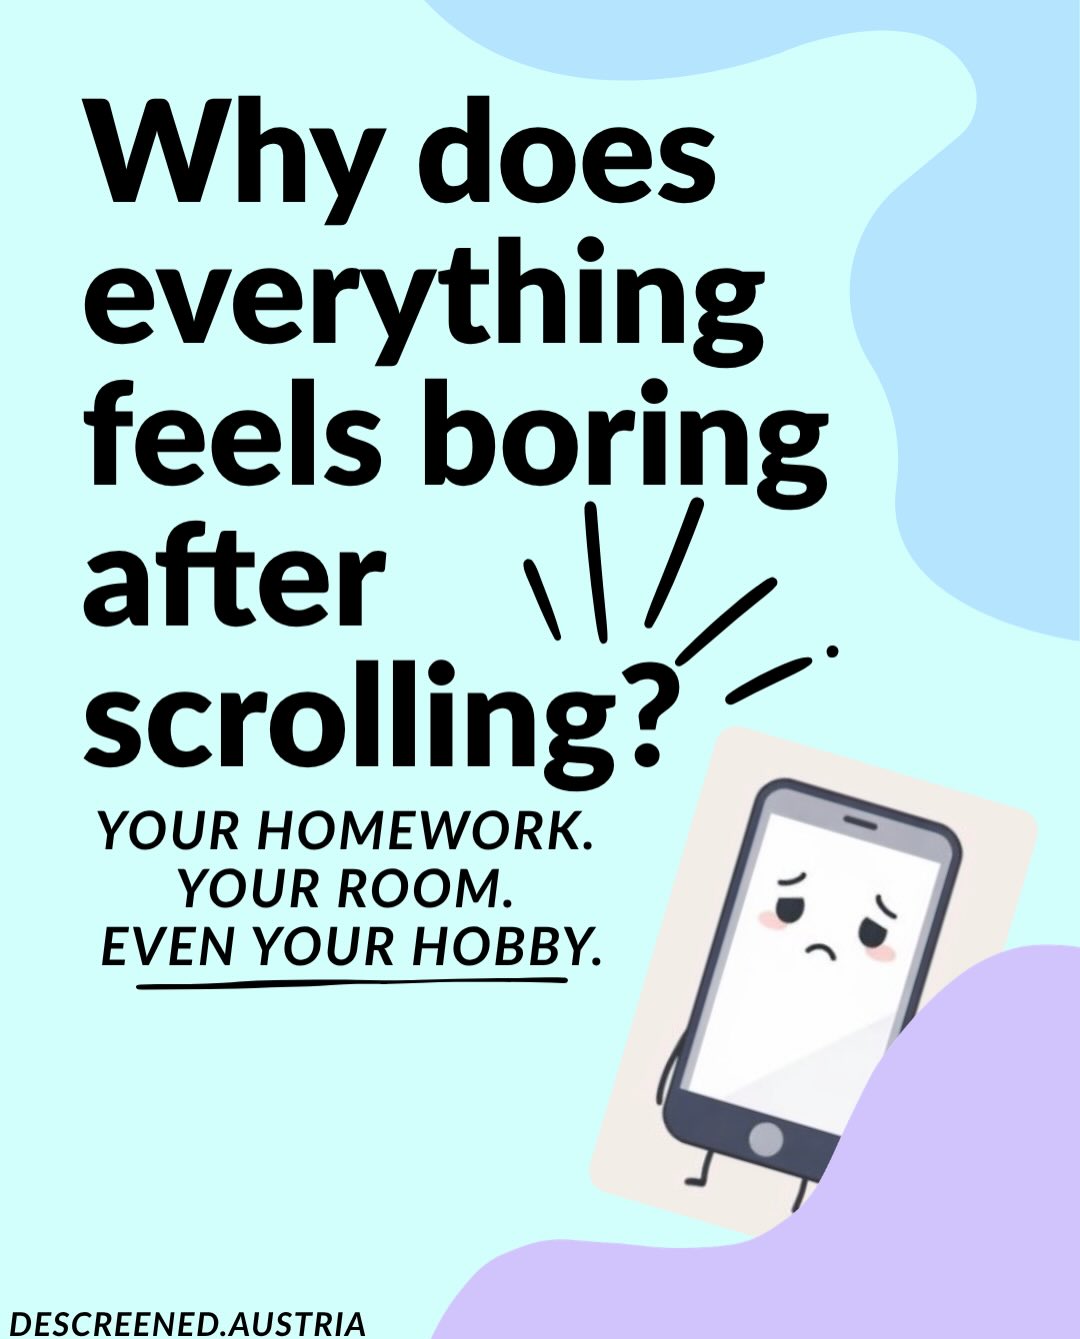 Why does
everything
feels boring
after
scrolling?
YOUR HOMEWORK.
YOUR ROOM.
EVEN YOUR HOBBY.
DESCREENED.AUSTRIA